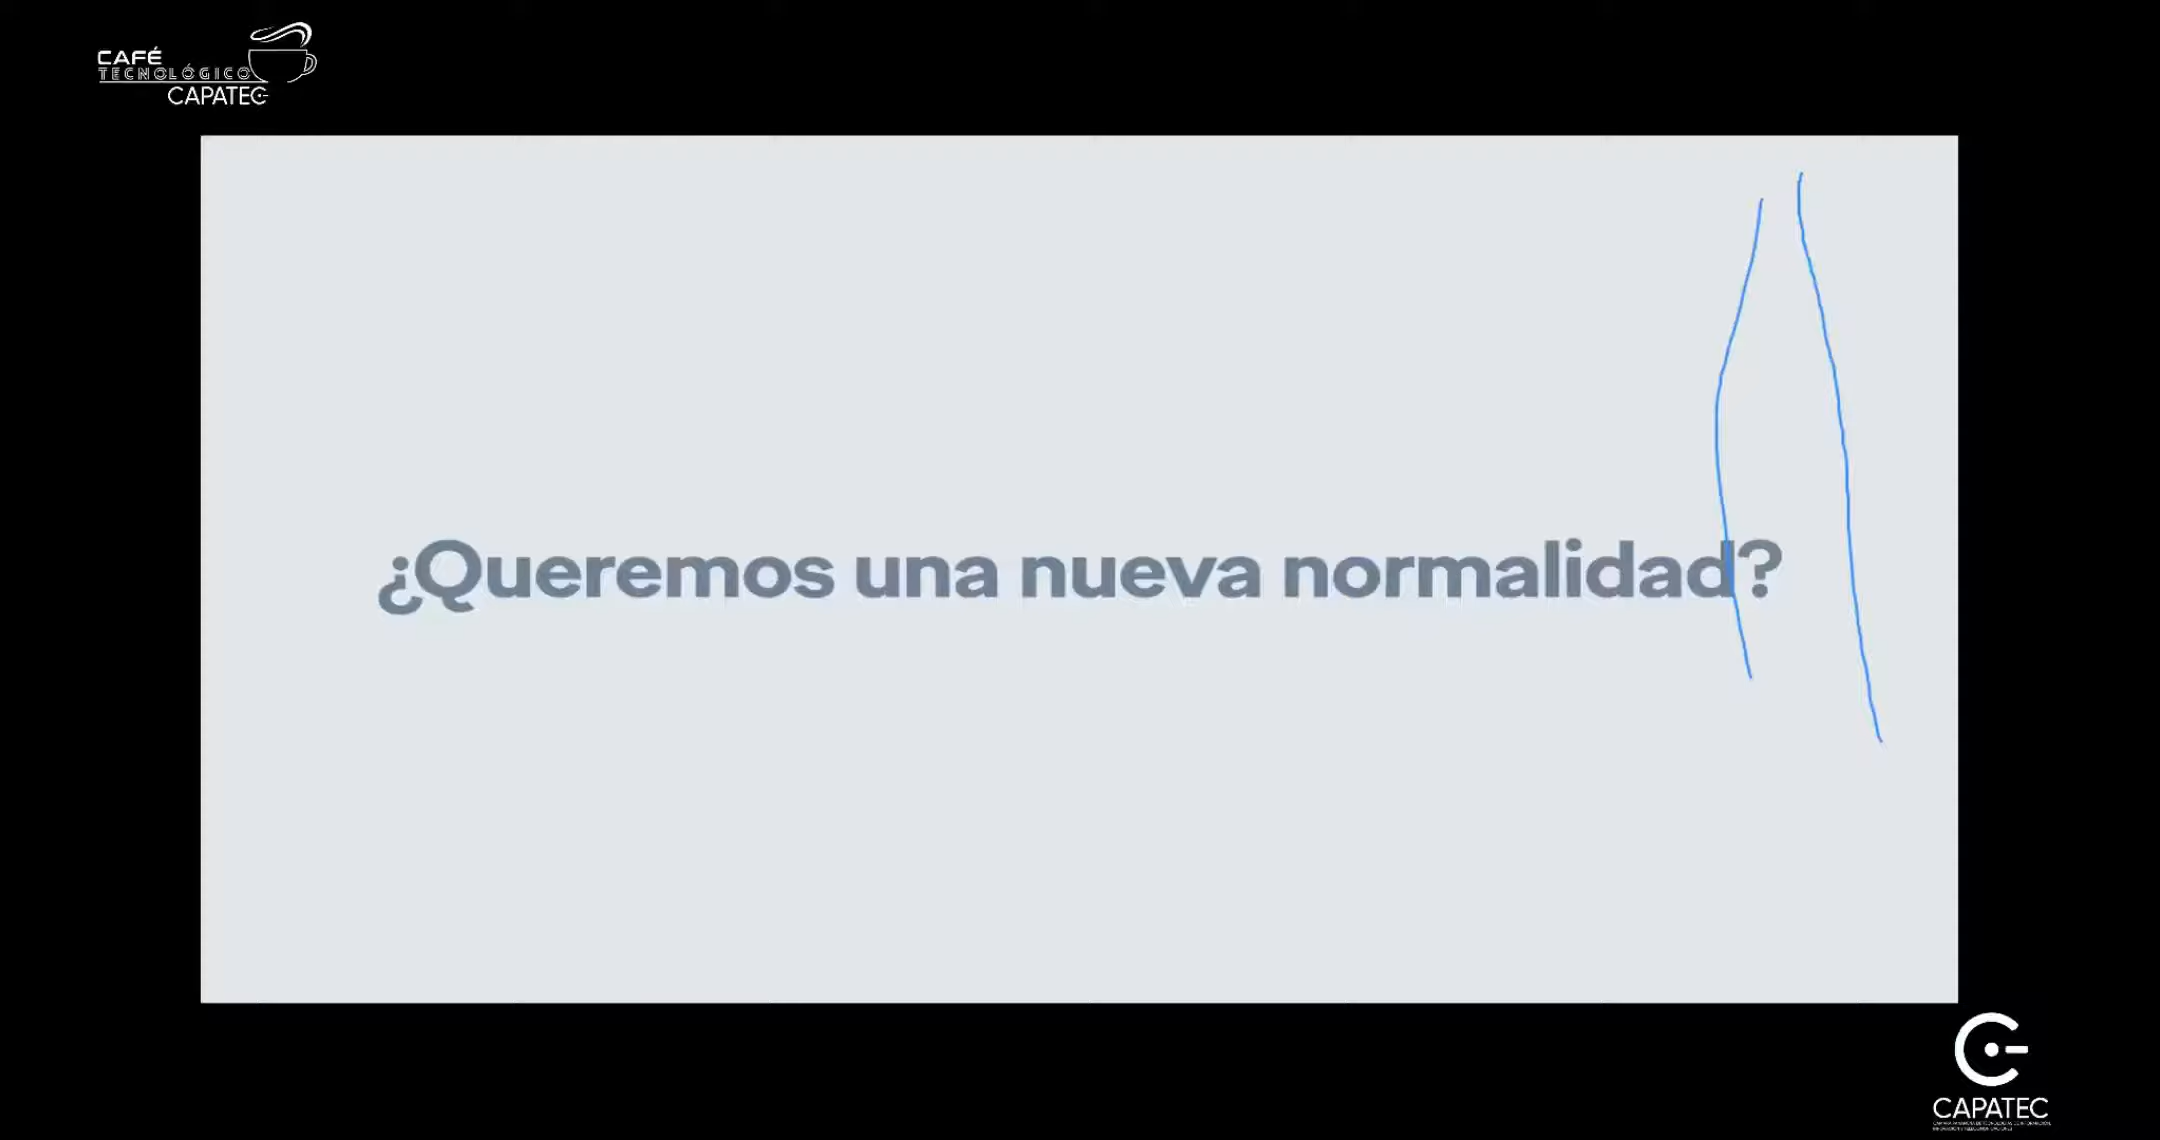 CAFÉ
TECNOLÓGICO
CAPATEC
¿Queremos una nueva normalidad?
CAPATEC